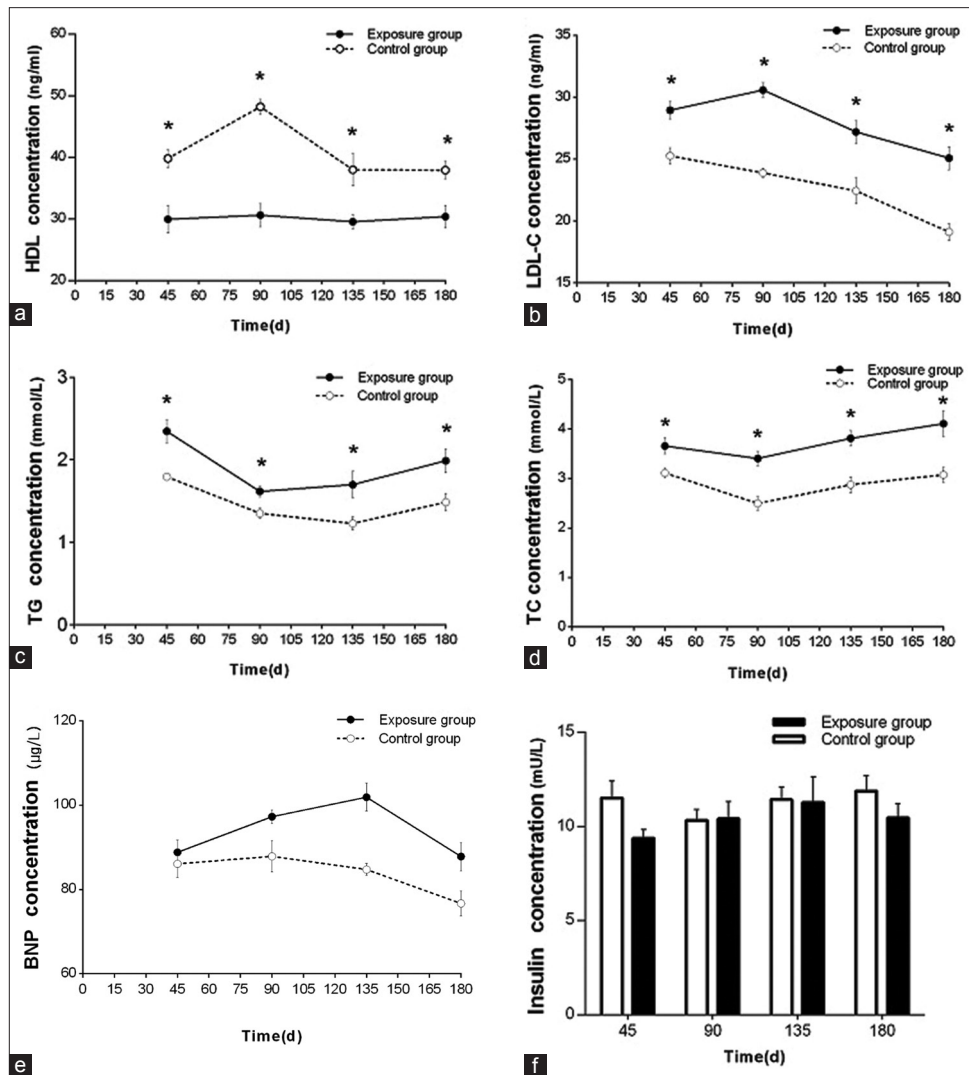 HDL concentration (ng/ml)
60
50
40
30
20
Exposure group
Control group
*
*
*
*
0 15 30 45 60 75 90 105 120 135 150 165 180
Time(d)
a
LDL-C concentration (ng/ml)
35
30
25
20
15
Exposure group
Control group
*
*
*
*
0 15 30 45 60 75 90 105 120 135 150 165 180
Time(d)
b
TG concentration (mmol/L)
3
2
1
0
Exposure group
Control group
*
*
*
*
0 15 30 45 60 75 90 105 120 135 150 165 180
Time(d)
c
TC concentration (mmol/L)
5
4
3
2
1
0
Exposure group
Control group
*
*
*
*
0 15 30 45 60 75 90 105 120 135 150 165 180
Time(d)
d
BNP concentration (µg/L)
120
100
80
60
Exposure group
Control group
0 15 30 45 60 75 90 105 120 135 150 165 180
Time(d)
e
Insulin concentration (mU/L)
15
10
5
0
Exposure group
Control group
45 90 135 180
Time(d)
f